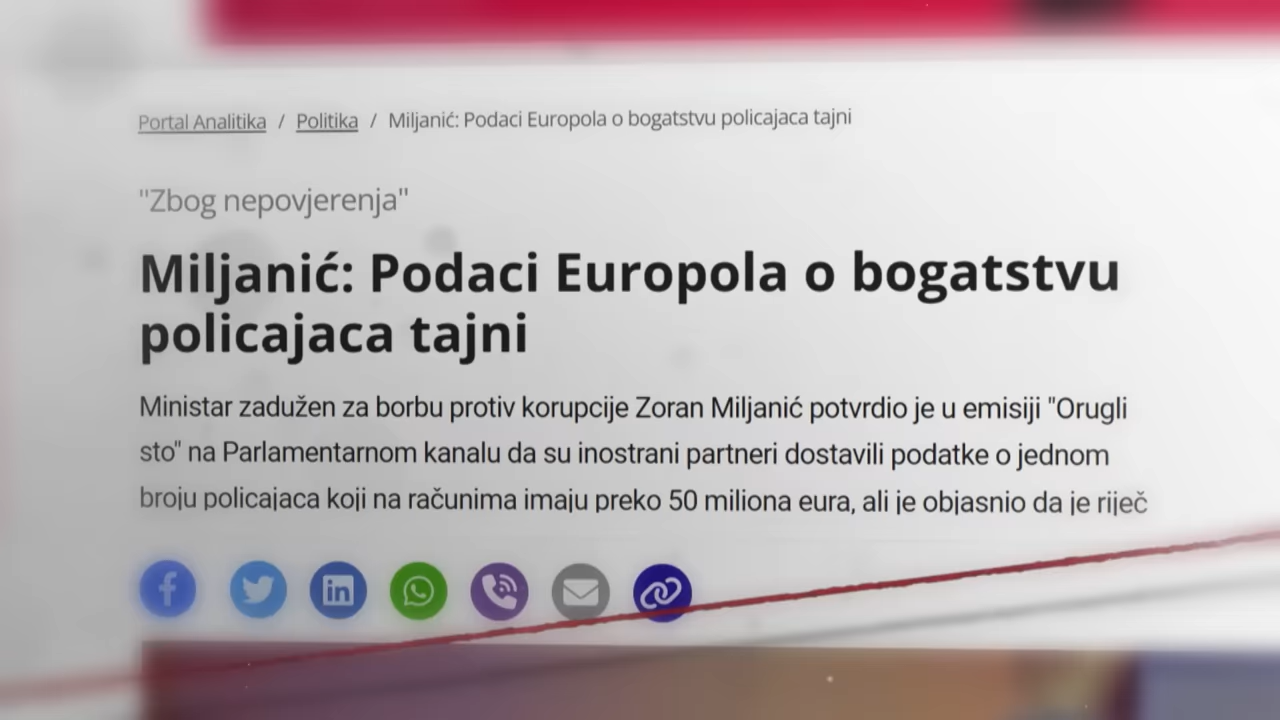 Portal Analitika / Politika / Miljanić: Podaci Europola o bogatstvu policajaca tajni
"Zbog nepovjerenja"
Miljanić: Podaci Europola o bogatstvu
policajaca tajni
Ministar zadužen za borbu protiv korupcije Zoran Miljanić potvrdio je u emisiji "Orugli
sto" na Parlamentarnom kanalu da su inostrani partneri dostavili podatke o jednom
broju policajaca koji na računima imaju preko 50 miliona eura, ali je objasnio da je riječ